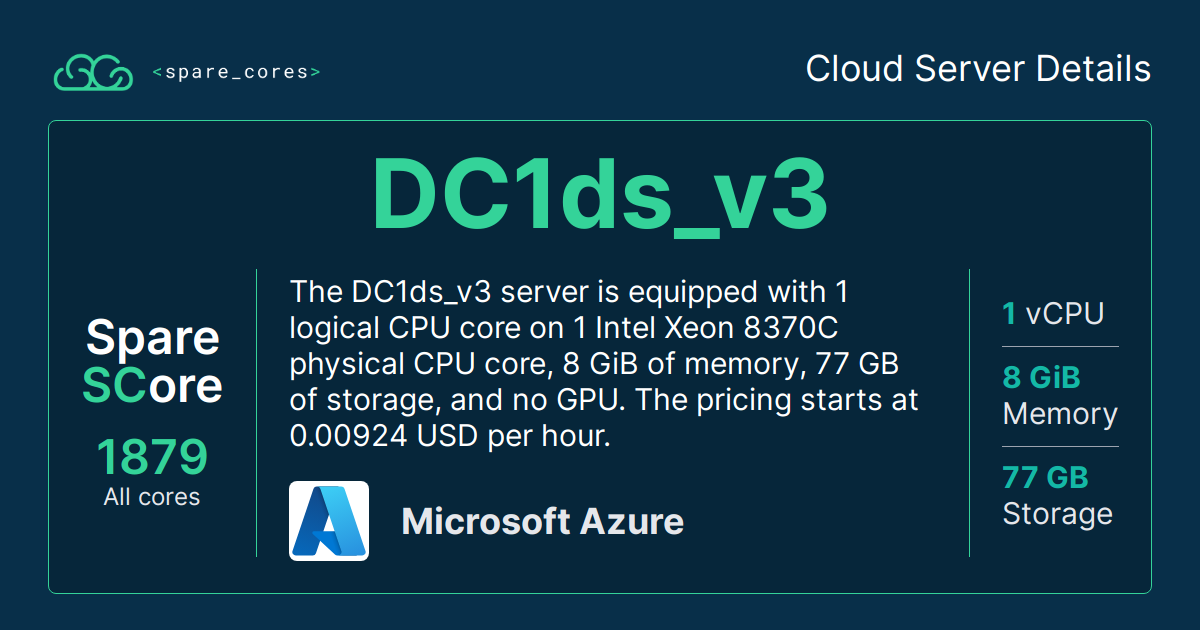 <spare_cores>
Cloud Server Details
DC1ds_v3
Spare
SCore
1879
All cores
The DC1ds_v3 server is equipped with 1
logical CPU core on 1 Intel Xeon 8370C
physical CPU core, 8 GiB of memory, 77 GB
of storage, and no GPU. The pricing starts at
0.00924 USD per hour.
Microsoft Azure
1 vCPU
8 GiB
Memory
77 GB
Storage